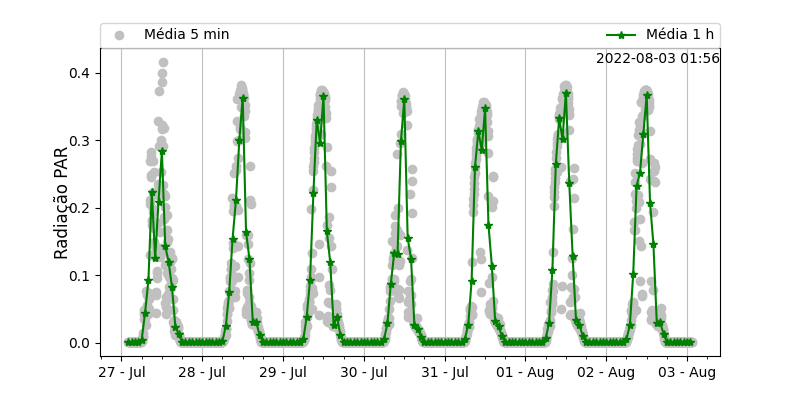 Média 5 min
Média 1 h
2022-08-03 01:56
Radiação PAR
0.4
0.3
0.2
0.1
0.0
27 - Jul
28 - Jul
29 - Jul
30 - Jul
31 - Jul
01 - Aug
02 - Aug
03 - Aug